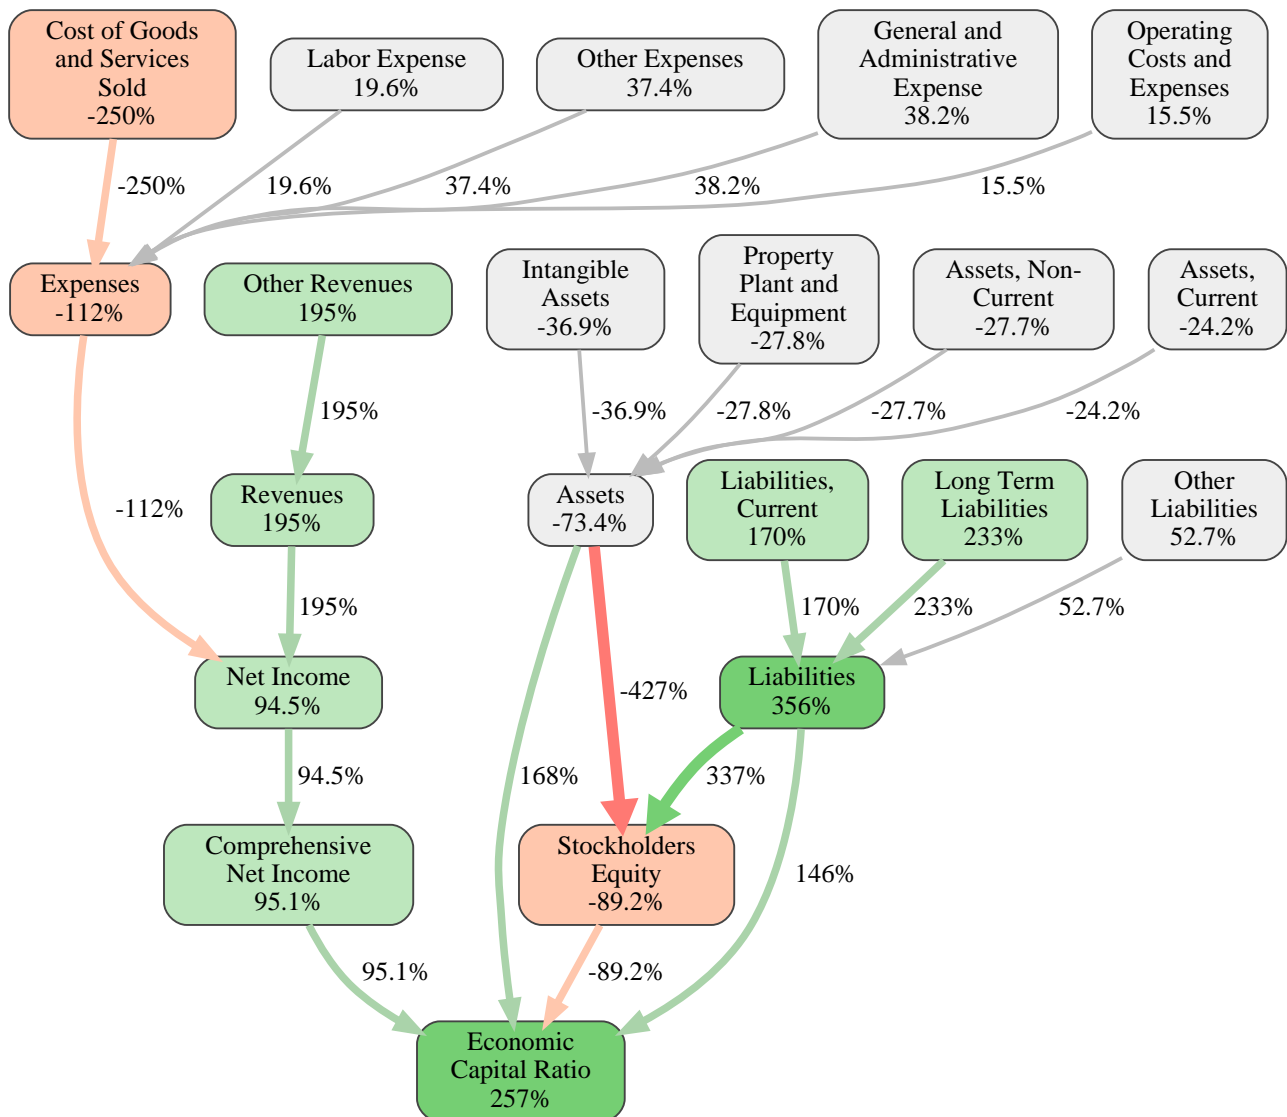 Cost of Goods
and Services
Sold
-250%
Labor Expense
19.6%
Other Expenses
37.4%
General and
Administrative
Expense
38.2%
Operating
Costs and
Expenses
15.5%
-250%
19.6%
37.4%
38.2%
15.5%
Expenses
-112%
Other Revenues
195%
Intangible
Assets
-36.9%
Property
Plant and
Equipment
-27.8%
Assets, Non-
Current
-27.7%
Assets,
Current
-24.2%
195%
-36.9%
-27.8%
-27.7%
-24.2%
-112%
Revenues
195%
Assets
-73.4%
Liabilities,
Current
170%
Long Term
Liabilities
233%
Other
Liabilities
52.7%
195%
170%
233%
52.7%
Net Income
94.5%
-427%
Liabilities
356%
94.5%
168%
337%
Comprehensive
Net Income
95.1%
Stockholders
Equity
-89.2%
146%
95.1%
-89.2%
Economic
Capital Ratio
257%